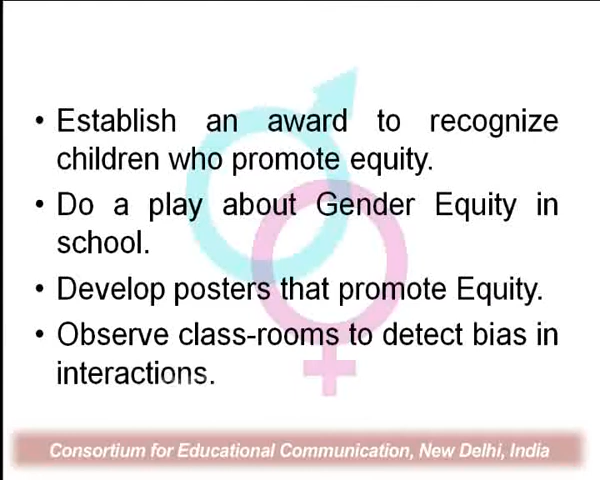 • Establish an award to recognize
children who promote equity.
• Do a play about Gender Equity in
school.
• Develop posters that promote Equity.
• Observe class-rooms to detect bias in
interactions.
Consortium for Educational Communication, New Delhi, India